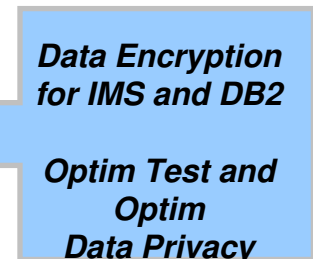 Data Encryption
for IMS and DB2
Optim Test and
Optim
Data Privacy